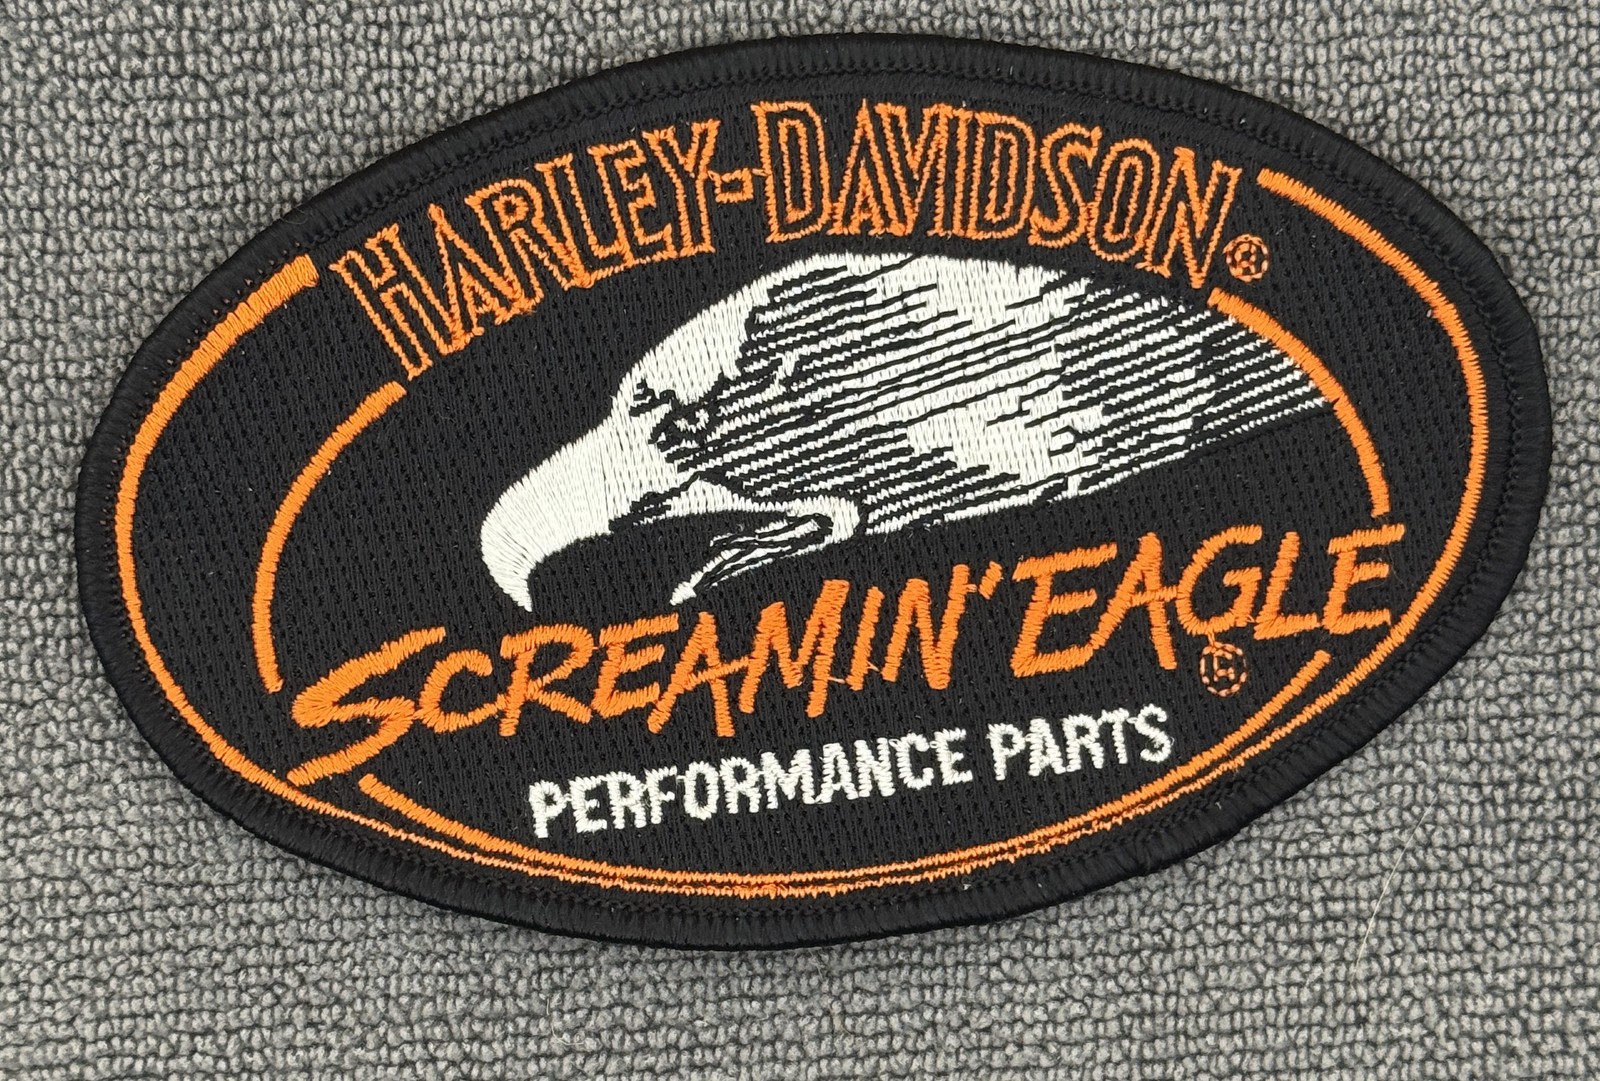 HARLEY-DAVIDSON®
SCREAMIN' EAGLE®
PERFORMANCE PARTS